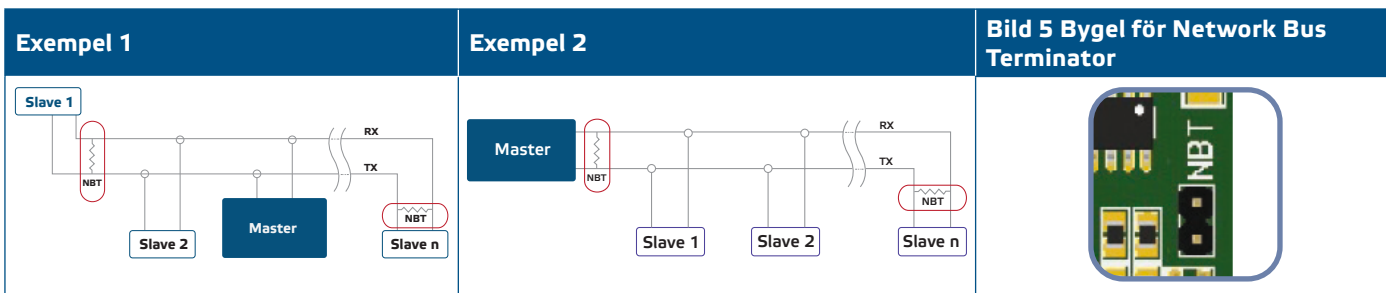 Exempel 1
Slave 1
RX
TX
NBT
NBT
Slave 2
Master
Slave n
Exempel 2
Master
RX
TX
NBT
NBT
Slave 1
Slave 2
Slave n
Bild 5 Bygel för Network Bus
Terminator
NBT